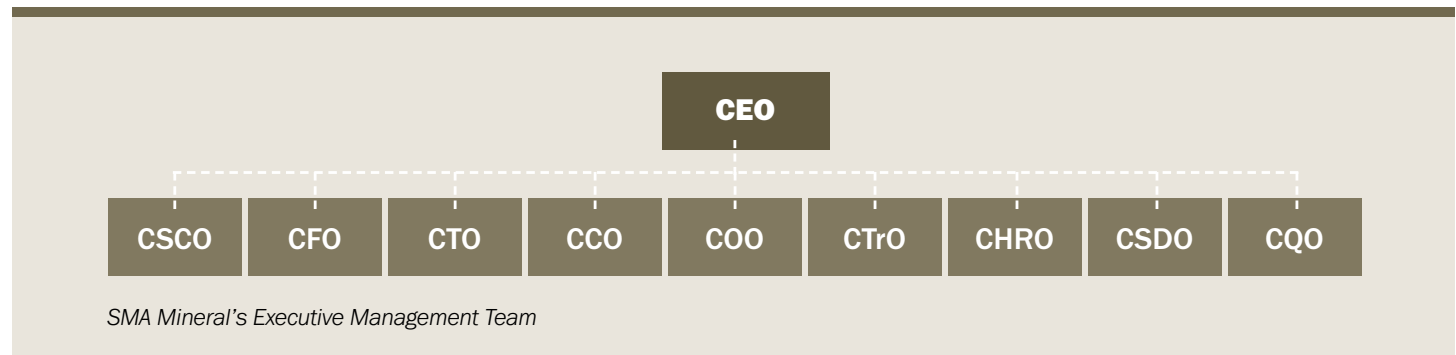 CEO
CSCO CFO CTO CCO COO CTrO CHRO CSDO CQO
SMA Mineral’s Executive Management Team